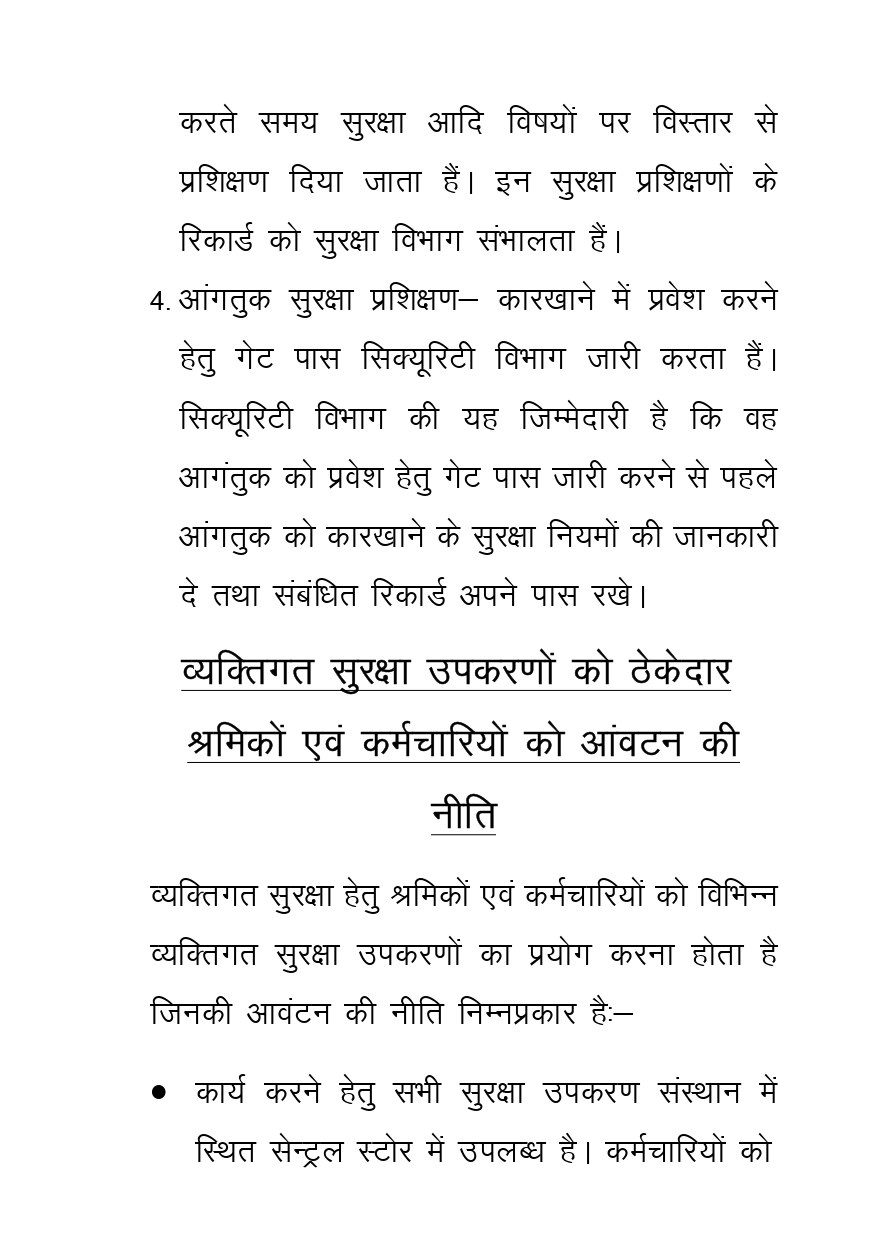 करते समय सुरक्षा आदि विषयों पर विस्तार से
प्रशिक्षण दिया जाता हैं। इन सुरक्षा प्रशिक्षणों के
रिकार्ड को सुरक्षा विभाग संभालता हैं।
4. आंगतुक सुरक्षा प्रशिक्षण– कारखाने में प्रवेश करने
हेतु गेट पास सिक्यूरिटी विभाग जारी करता हैं।
सिक्यूरिटी विभाग की यह जिम्मेदारी है कि वह
आगंतुक को प्रवेश हेतु गेट पास जारी करने से पहले
आंगतुक को कारखाने के सुरक्षा नियमों की जानकारी
दे तथा संबंधित रिकार्ड अपने पास रखे।
व्यक्तिगत सुरक्षा उपकरणों को ठेकेदार
श्रमिकों एवं कर्मचारियों को आंवटन की
नीति
व्यक्तिगत सुरक्षा हेतु श्रमिकों एवं कर्मचारियों को विभिन्न
व्यक्तिगत सुरक्षा उपकरणों का प्रयोग करना होता है
जिनकी आवंटन की नीति निम्नप्रकार है:–
• कार्य करने हेतु सभी सुरक्षा उपकरण संस्थान में
स्थित सेन्ट्रल स्टोर में उपलब्ध है। कर्मचारियों को